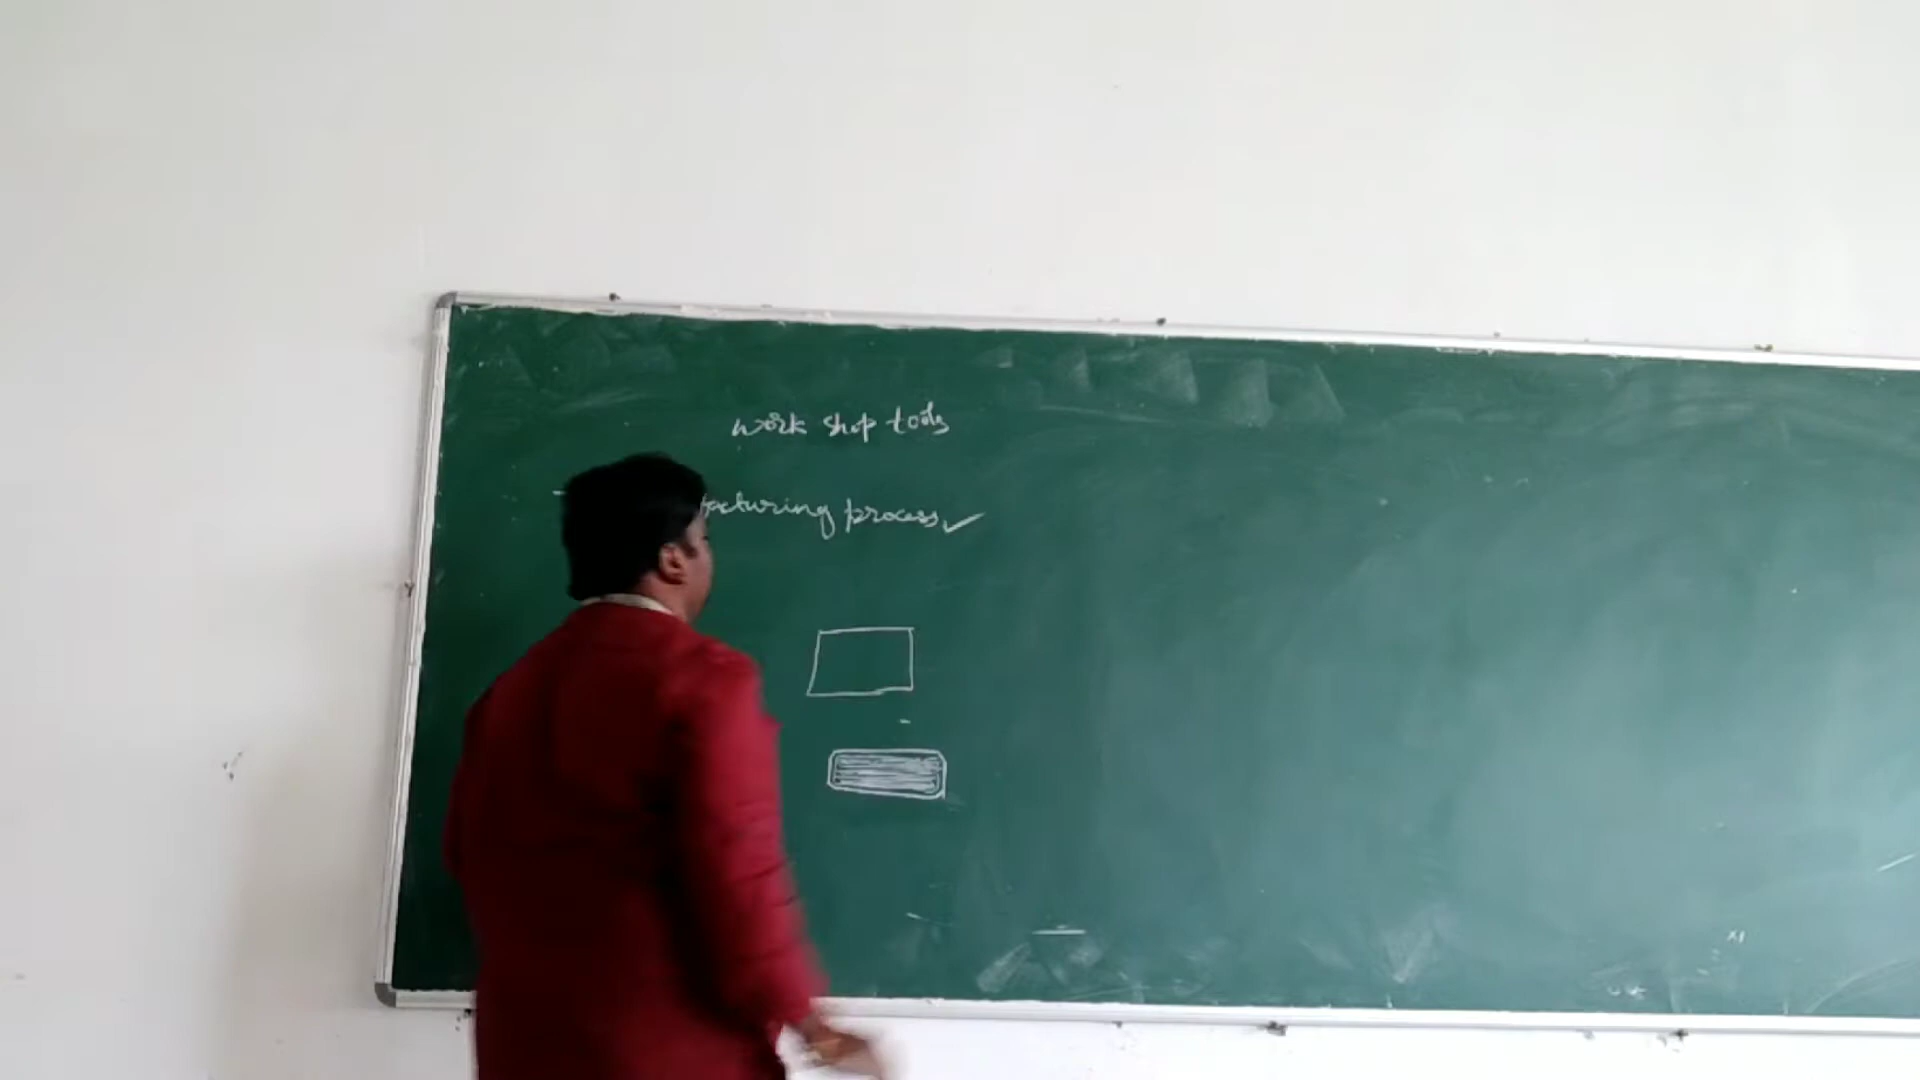 work shop tools
facturing process ✓